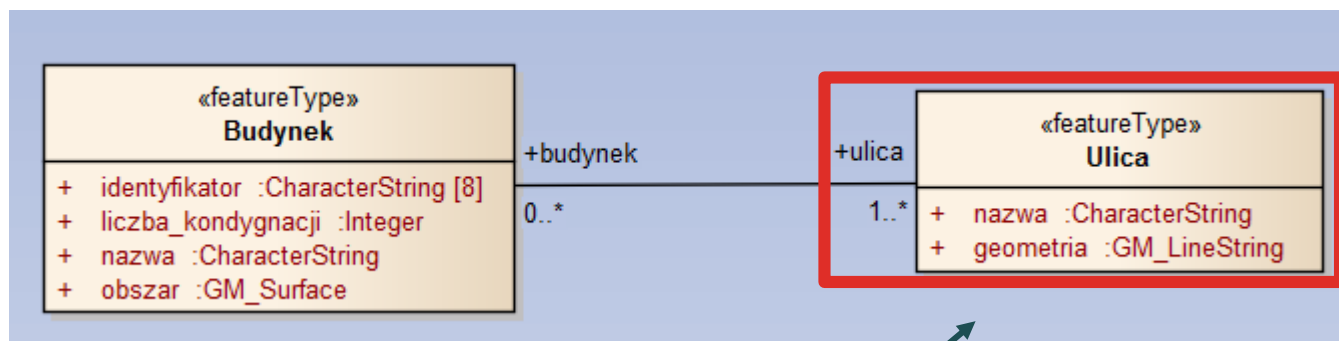 «featureType»
Budynek
+ identyfikator :CharacterString [8]
+ liczba_kondygnacji :Integer
+ nazwa :CharacterString
+ obszar :GM_Surface
+budynek
0..*
+ulica
1..*
«featureType»
Ulica
+ nazwa :CharacterString
+ geometria :GM_LineString